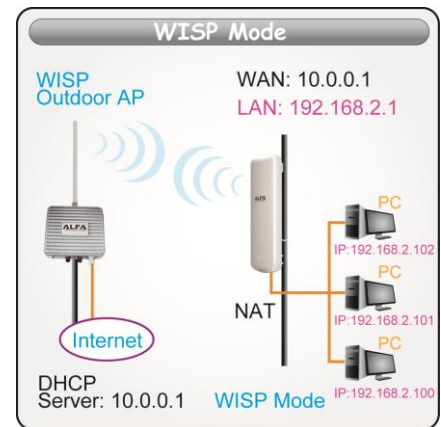 WISP Mode
WISP
Outdoor AP
WAN: 10.0.0.1
LAN: 192.168.2.1
ALFA
ALFA
PC
IP:192.168.2.102
NAT
PC
IP:192.168.2.101
Internet
PC
IP:192.168.2.100
DHCP
Server: 10.0.0.1
WISP Mode